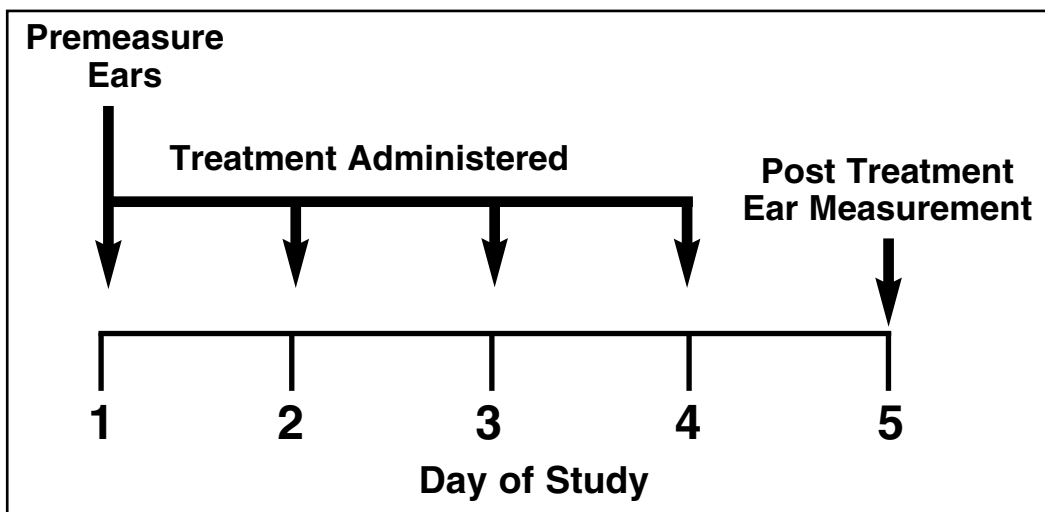 Premeasure
Ears
Treatment Administered
Post Treatment
Ear Measurement
1 2 3 4 5
Day of Study